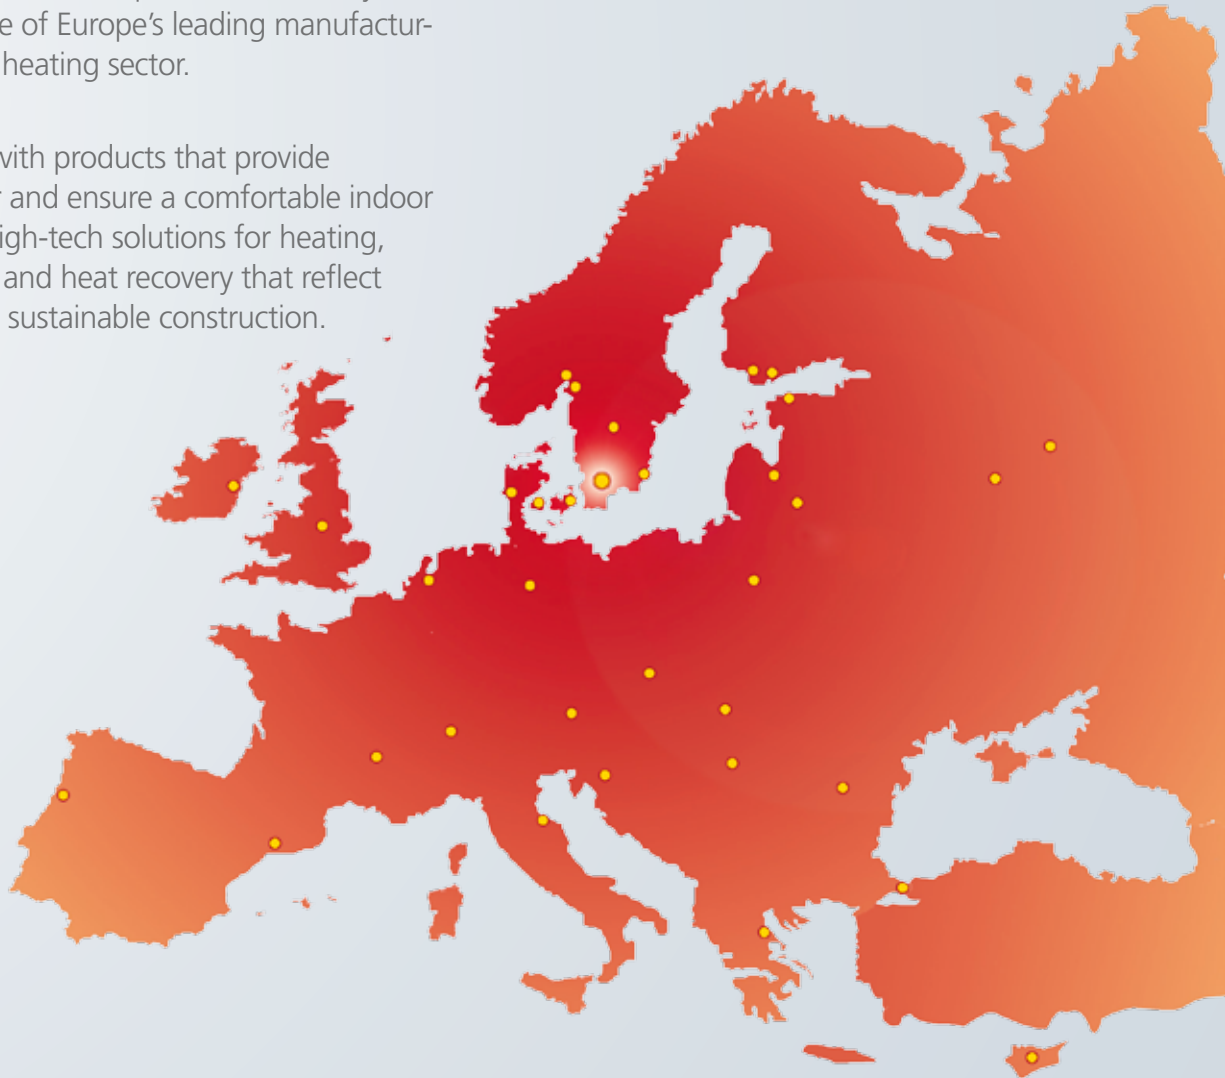 e of Europe’s leading manufactur-
heating sector.
with products that provide
r and ensure a comfortable indoor
igh-tech solutions for heating,
and heat recovery that reflect
sustainable construction.